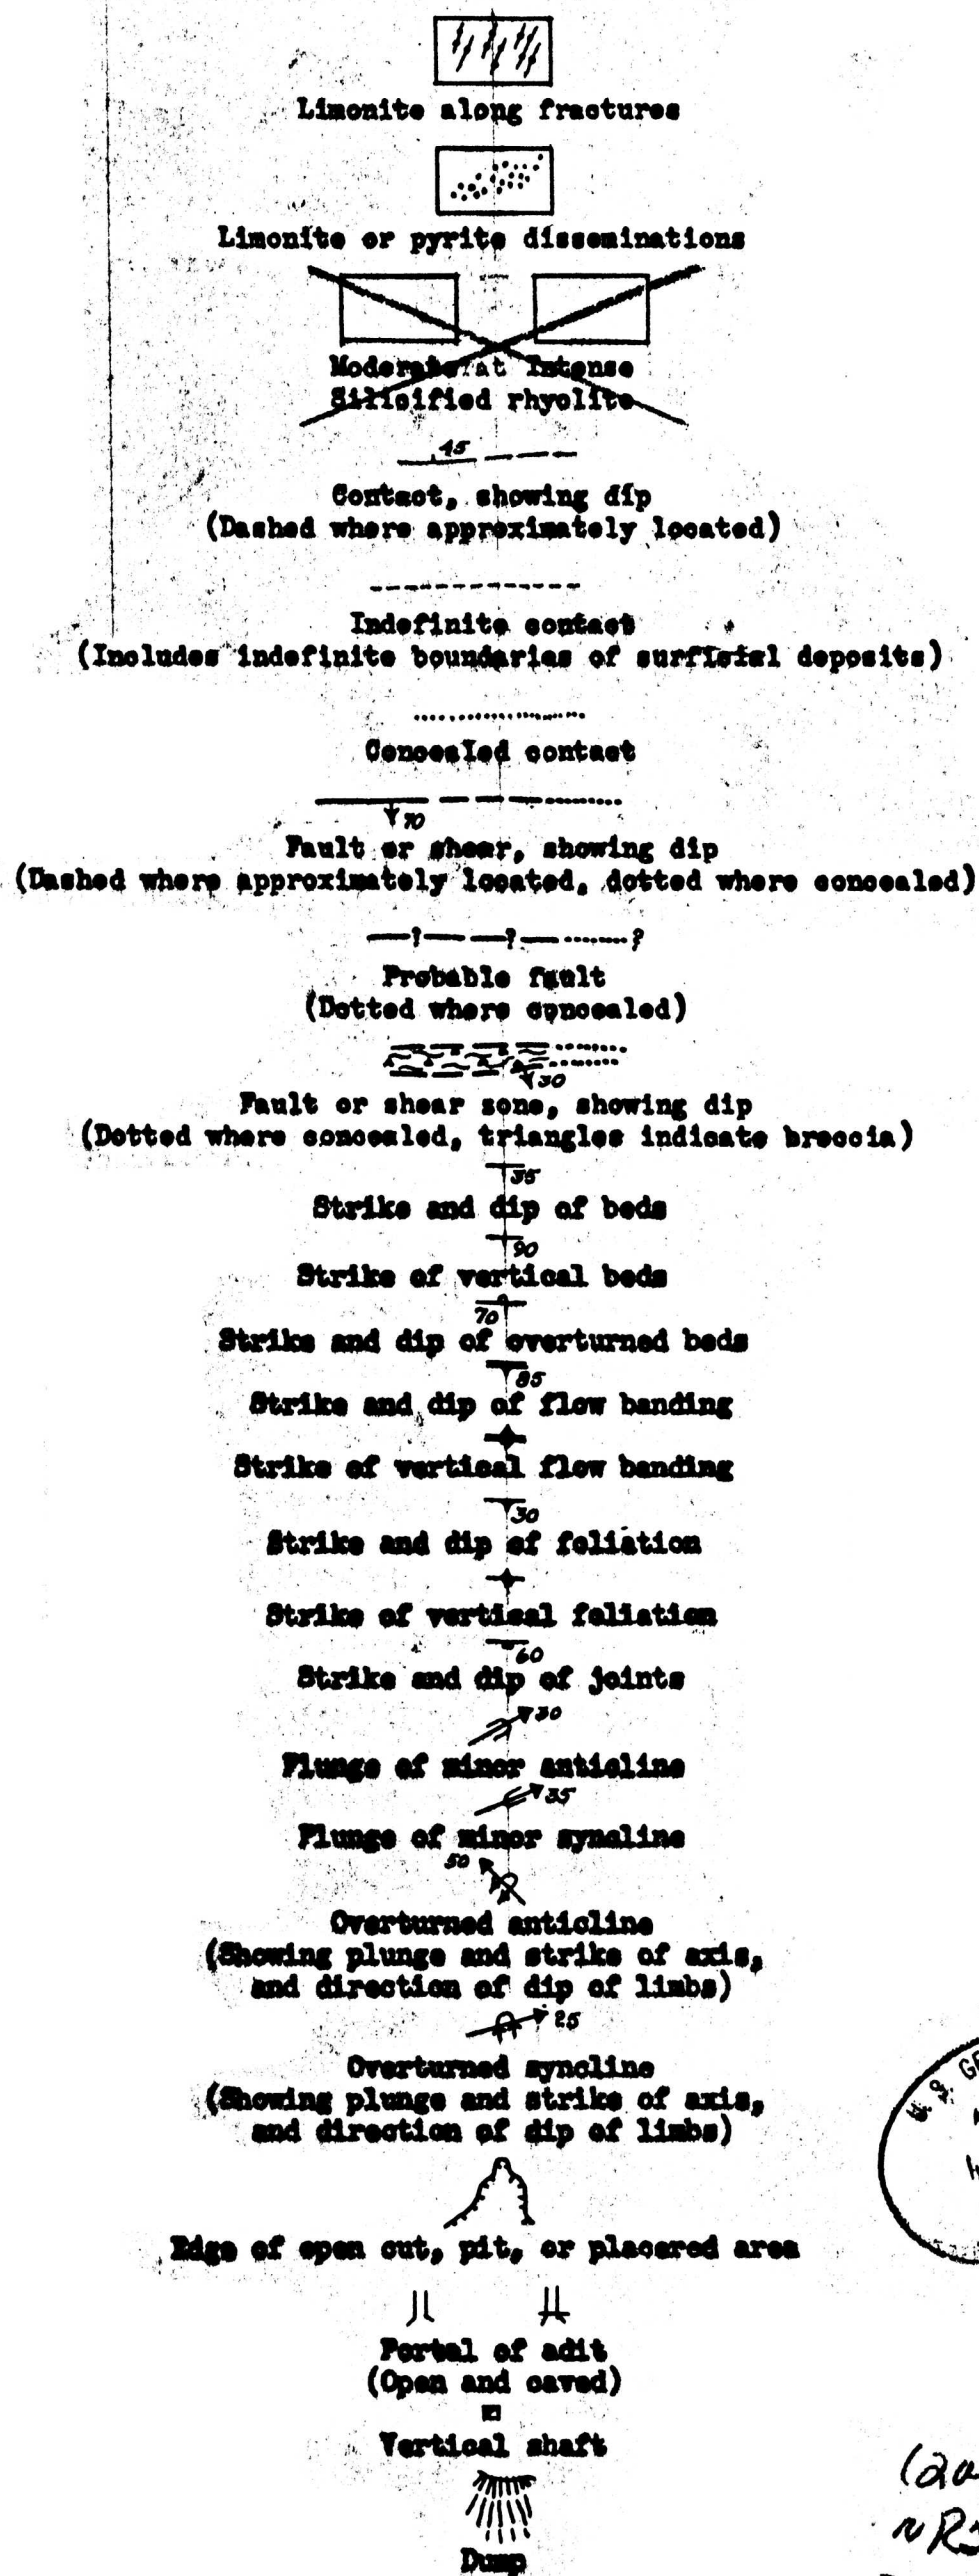 Limonite along fractures
Limonite or pyrite disseminations
Moderate at Intense
Silicified rhyolite
45
Contact, showing dip
(Dashed where approximately located)
Indefinite contact
(Includes indefinite boundaries of surficial deposits)
Concealed contact
70
Fault or shear, showing dip
(Dashed where approximately located, dotted where concealed)
? ? ?
Probable fault
(Dotted where concealed)
30
Fault or shear zone, showing dip
(Dotted where concealed, triangles indicate breccia)
35
Strike and dip of beds
90
Strike of vertical beds
70
Strike and dip of overturned beds
85
Strike and dip of flow banding
Strike of vertical flow banding
30
Strike and dip of foliation
Strike of vertical foliation
60
Strike and dip of joints
30
Plunge of minor anticline
35
Plunge of minor syncline
50
Overturned anticline
(Showing plunge and strike of axis,
and direction of dip of limbs)
25
Overturned syncline
(Showing plunge and strike of axis,
and direction of dip of limbs)
U. S. GE
Edge of open cut, pit, or placered area
Portal of adit
(Open and caved)
Vertical shaft
Dump